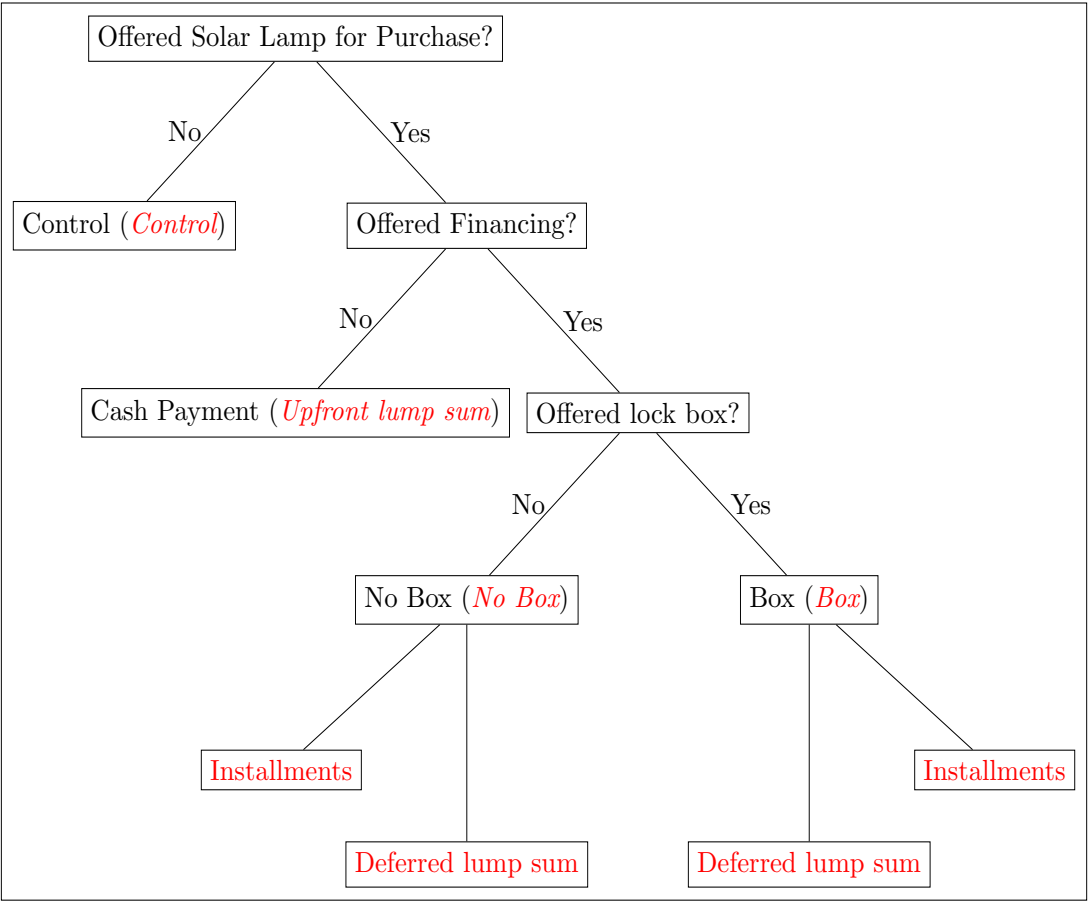 Offered Solar Lamp for Purchase?
No
Yes
Control (Control)
Offered Financing?
No
Yes
Cash Payment (Upfront lump sum)
Offered lock box?
No
Yes
No Box (No Box)
Box (Box)
Installments
Installments
Deferred lump sum
Deferred lump sum